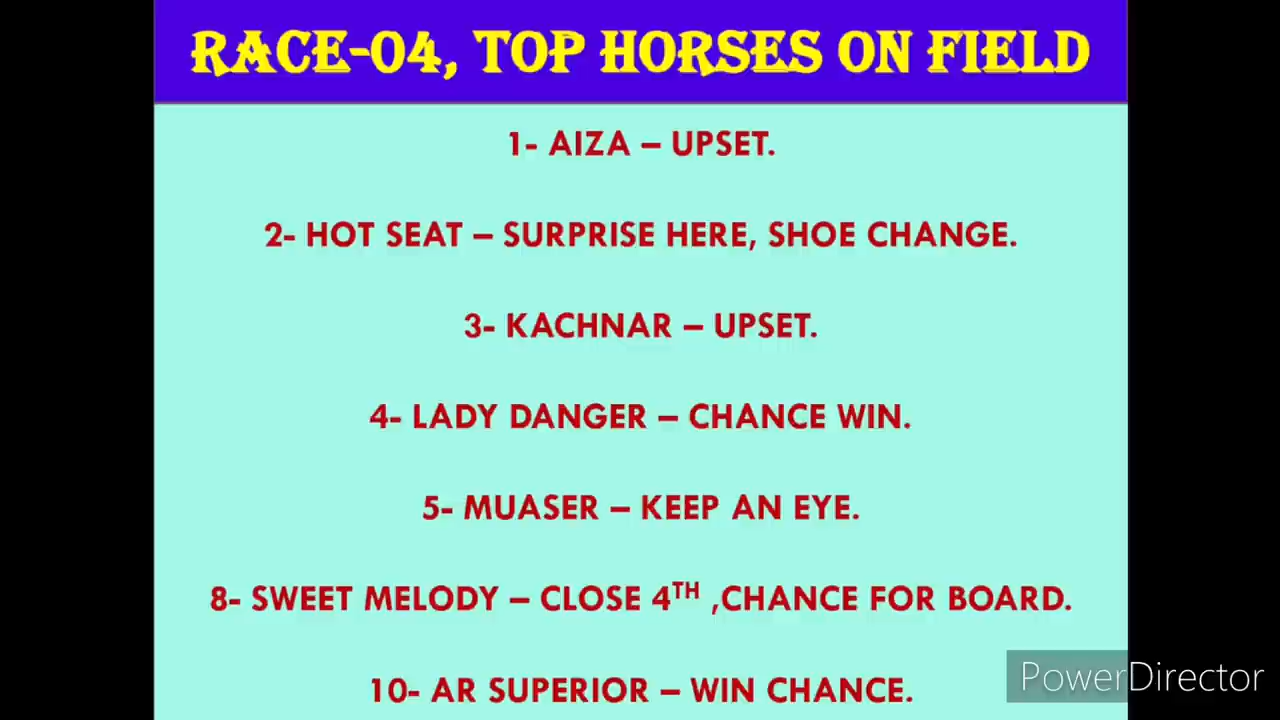 RACE-04, TOP HORSES ON FIELD
1- AIZA – UPSET.
2- HOT SEAT – SURPRISE HERE, SHOE CHANGE.
3- KACHNAR – UPSET.
4- LADY DANGER – CHANCE WIN.
5- MUASER – KEEP AN EYE.
8- SWEET MELODY – CLOSE 4TH ,CHANCE FOR BOARD.
10- AR SUPERIOR – WIN CHANCE.
PowerDirector